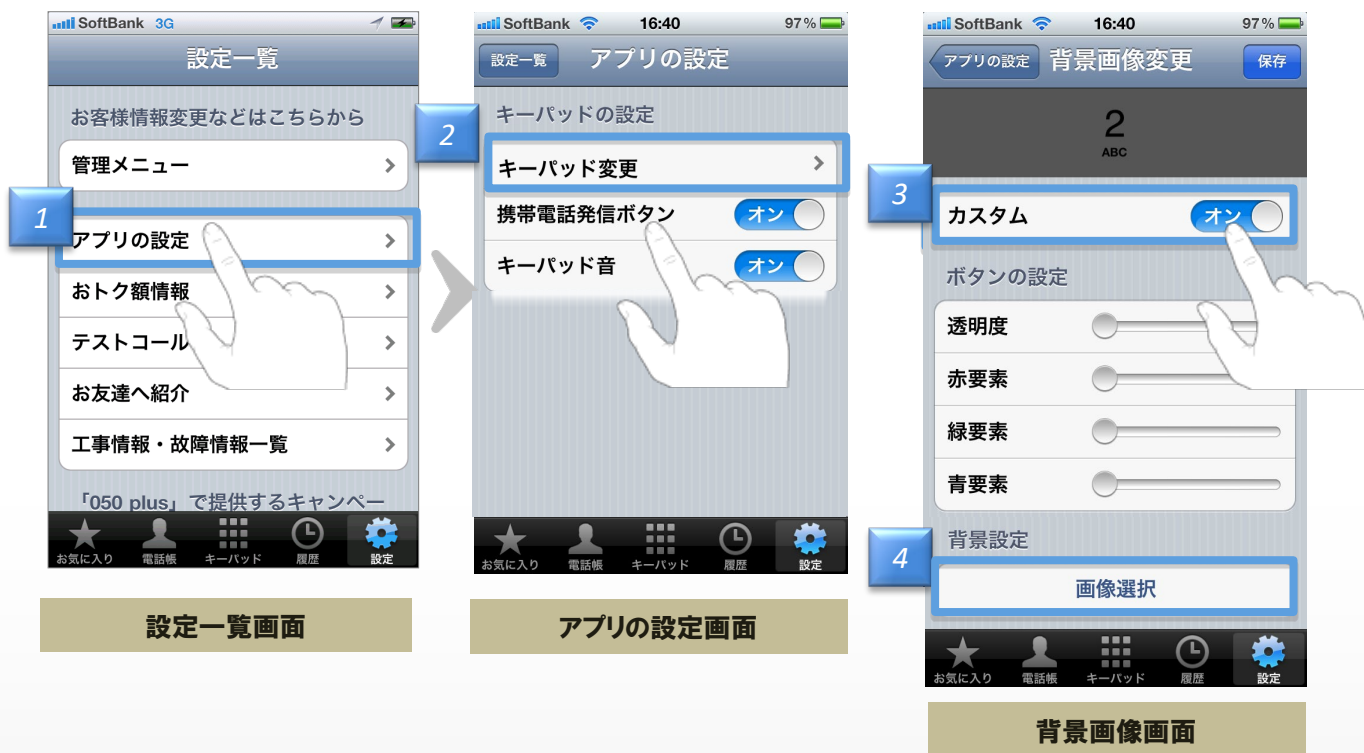 SoftBank 3G
設定一覧
お客様情報変更などはこちらから
管理メニュー
1
アプリの設定
おトク額情報
テストコール
お友達へ紹介
工事情報・故障情報一覧
「050 plus」で提供するキャンペー
お気に入り 電話帳 キーパッド 履歴 設定
設定一覧画面
SoftBank 16:40 97%
設定一覧 アプリの設定
キーパッドの設定
2
キーパッド変更
携帯電話発信ボタン オン
キーパッド音 オン
お気に入り 電話帳 キーパッド 履歴 設定
アプリの設定画面
SoftBank 16:40 97%
アプリの設定 背景画像変更 保存
2
ABC
3
カスタム オン
ボタンの設定
透明度
赤要素
緑要素
青要素
背景設定
4
画像選択
お気に入り 電話帳 キーパッド 履歴 設定
背景画像画面